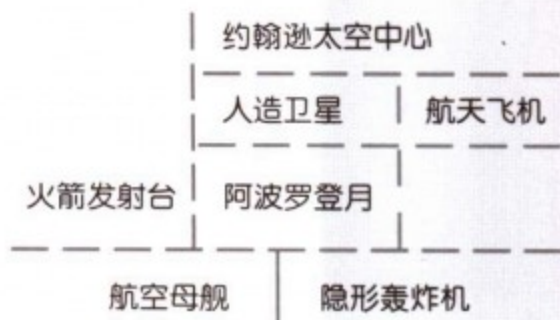 约翰逊太空中心
人造卫星
航天飞机
火箭发射台
阿波罗登月
航空母舰
隐形轰炸机